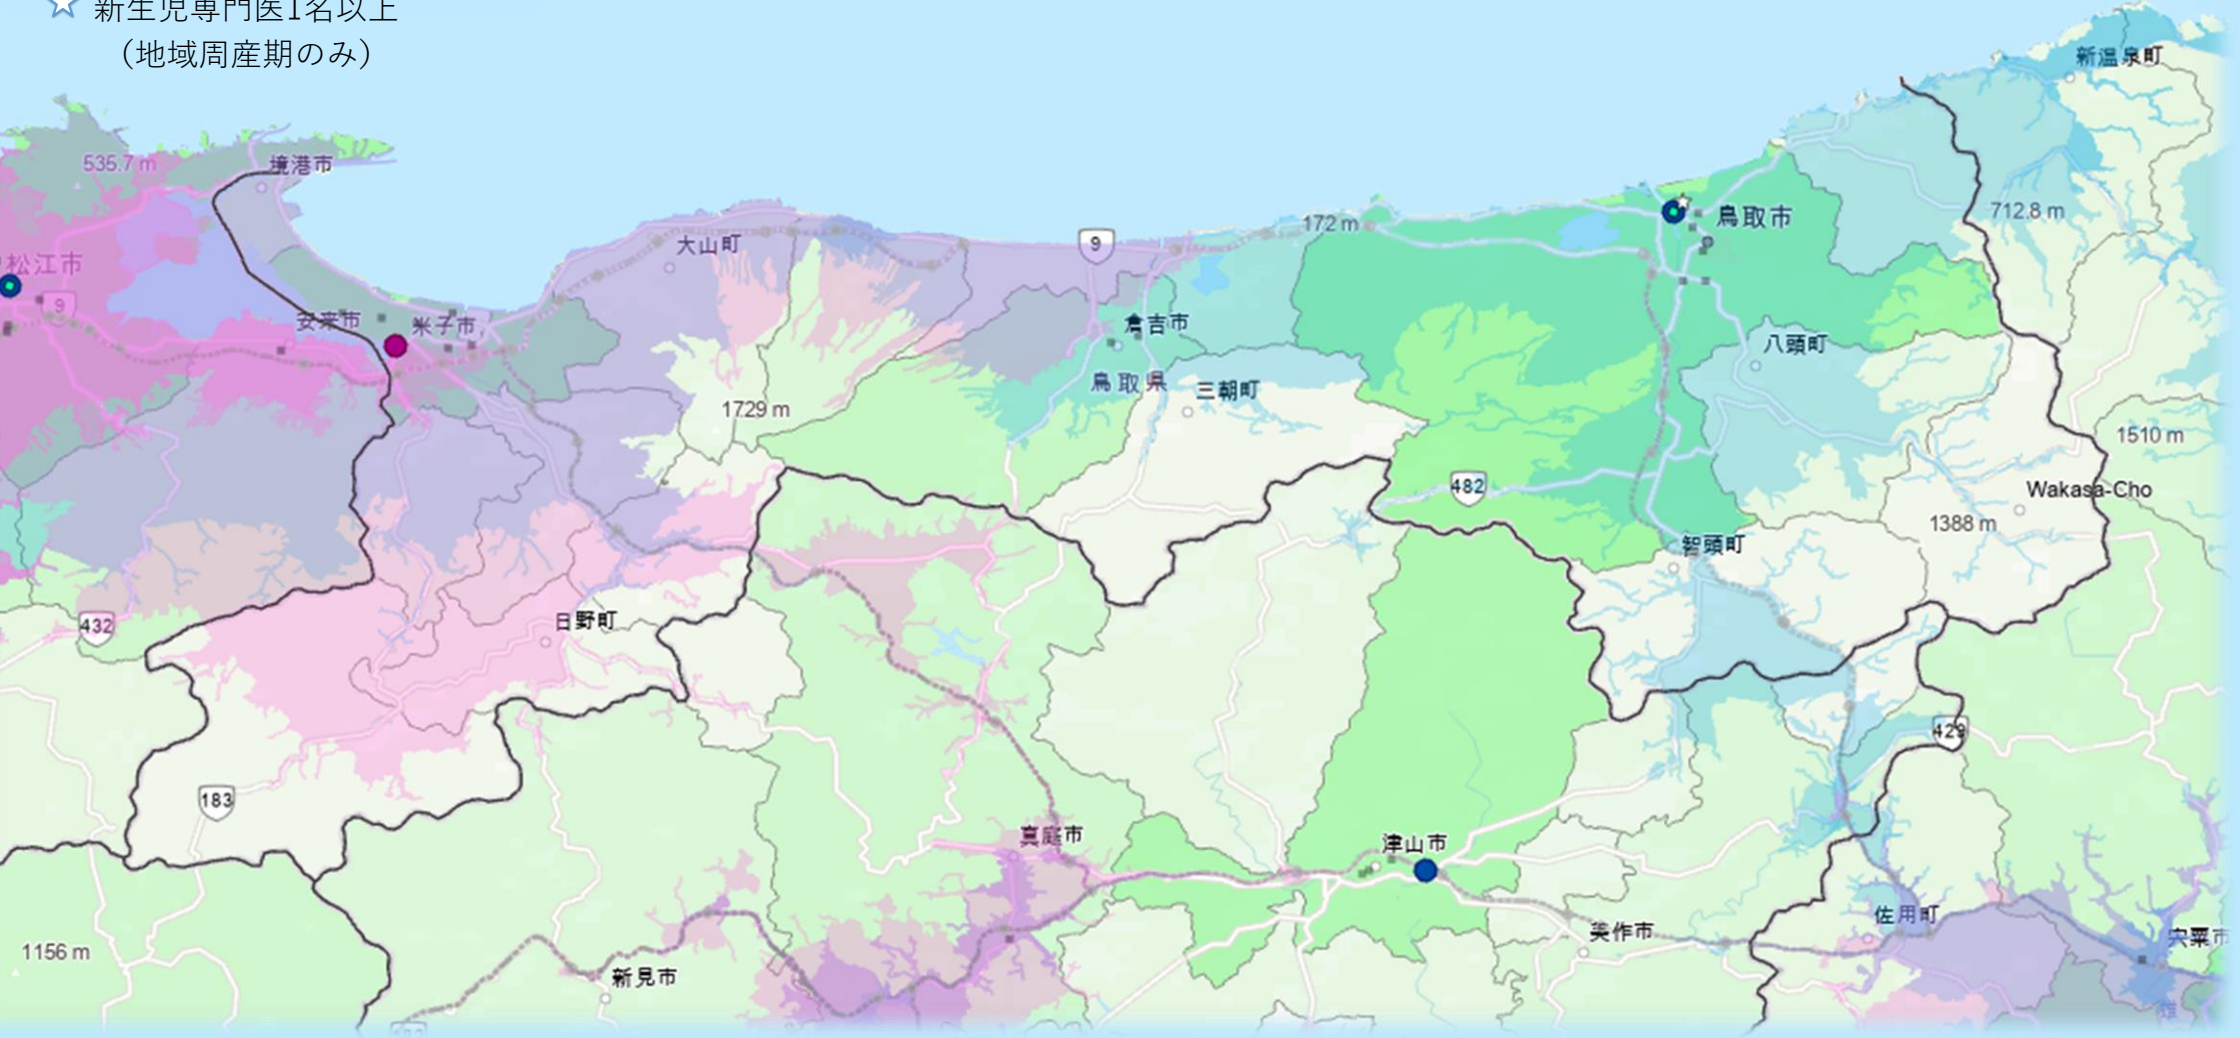 新生児専門医1名以上
（地域周産期のみ）
新温泉町
535.7 m
境港市
712.8 m
鳥取市
172 m
大山町
9
松江市
9
安来市
米子市
倉吉市
八頭町
鳥取県
三朝町
1729 m
1510 m
482
Wakasa-Cho
1388 m
智頭町
日野町
432
429
183
真庭市
津山市
佐用町
美作市
宍粟市
1156 m
新見市